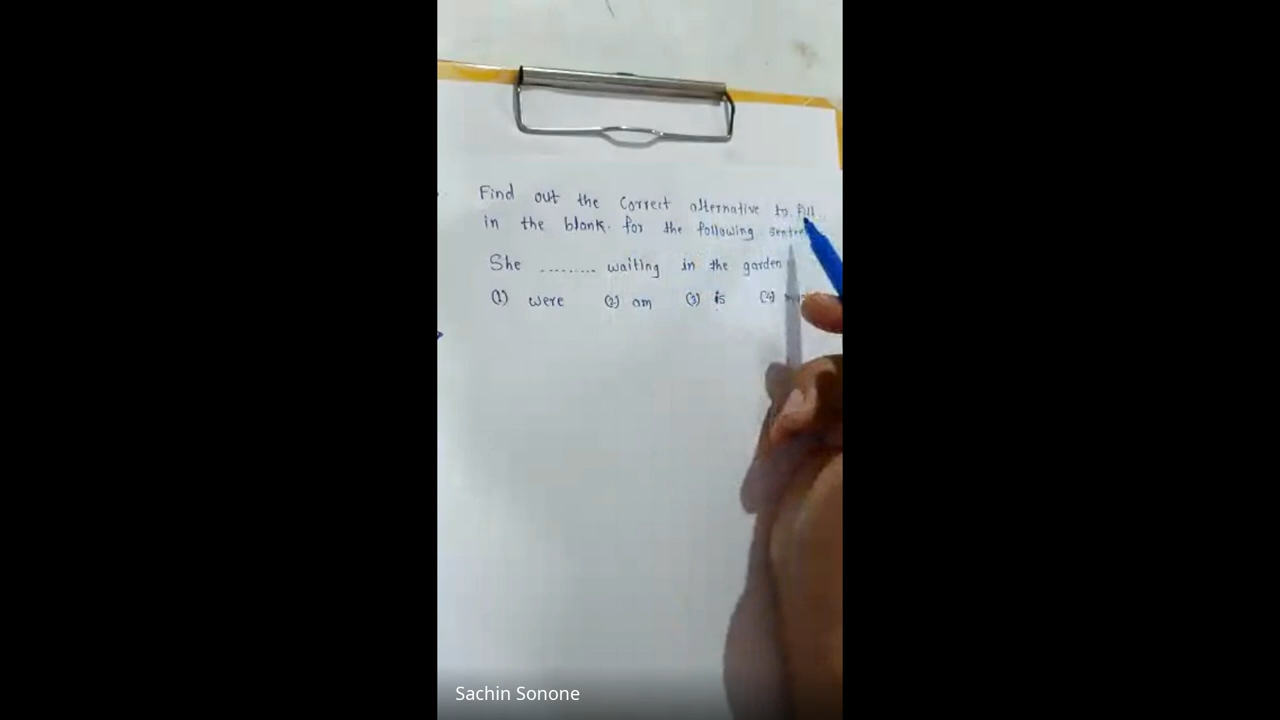 Find out the Correct alternative to fill
in the blank. for the following
She ......... waiting in the garden
(1) were (2) am (3) is (4)
Sachin Sonone